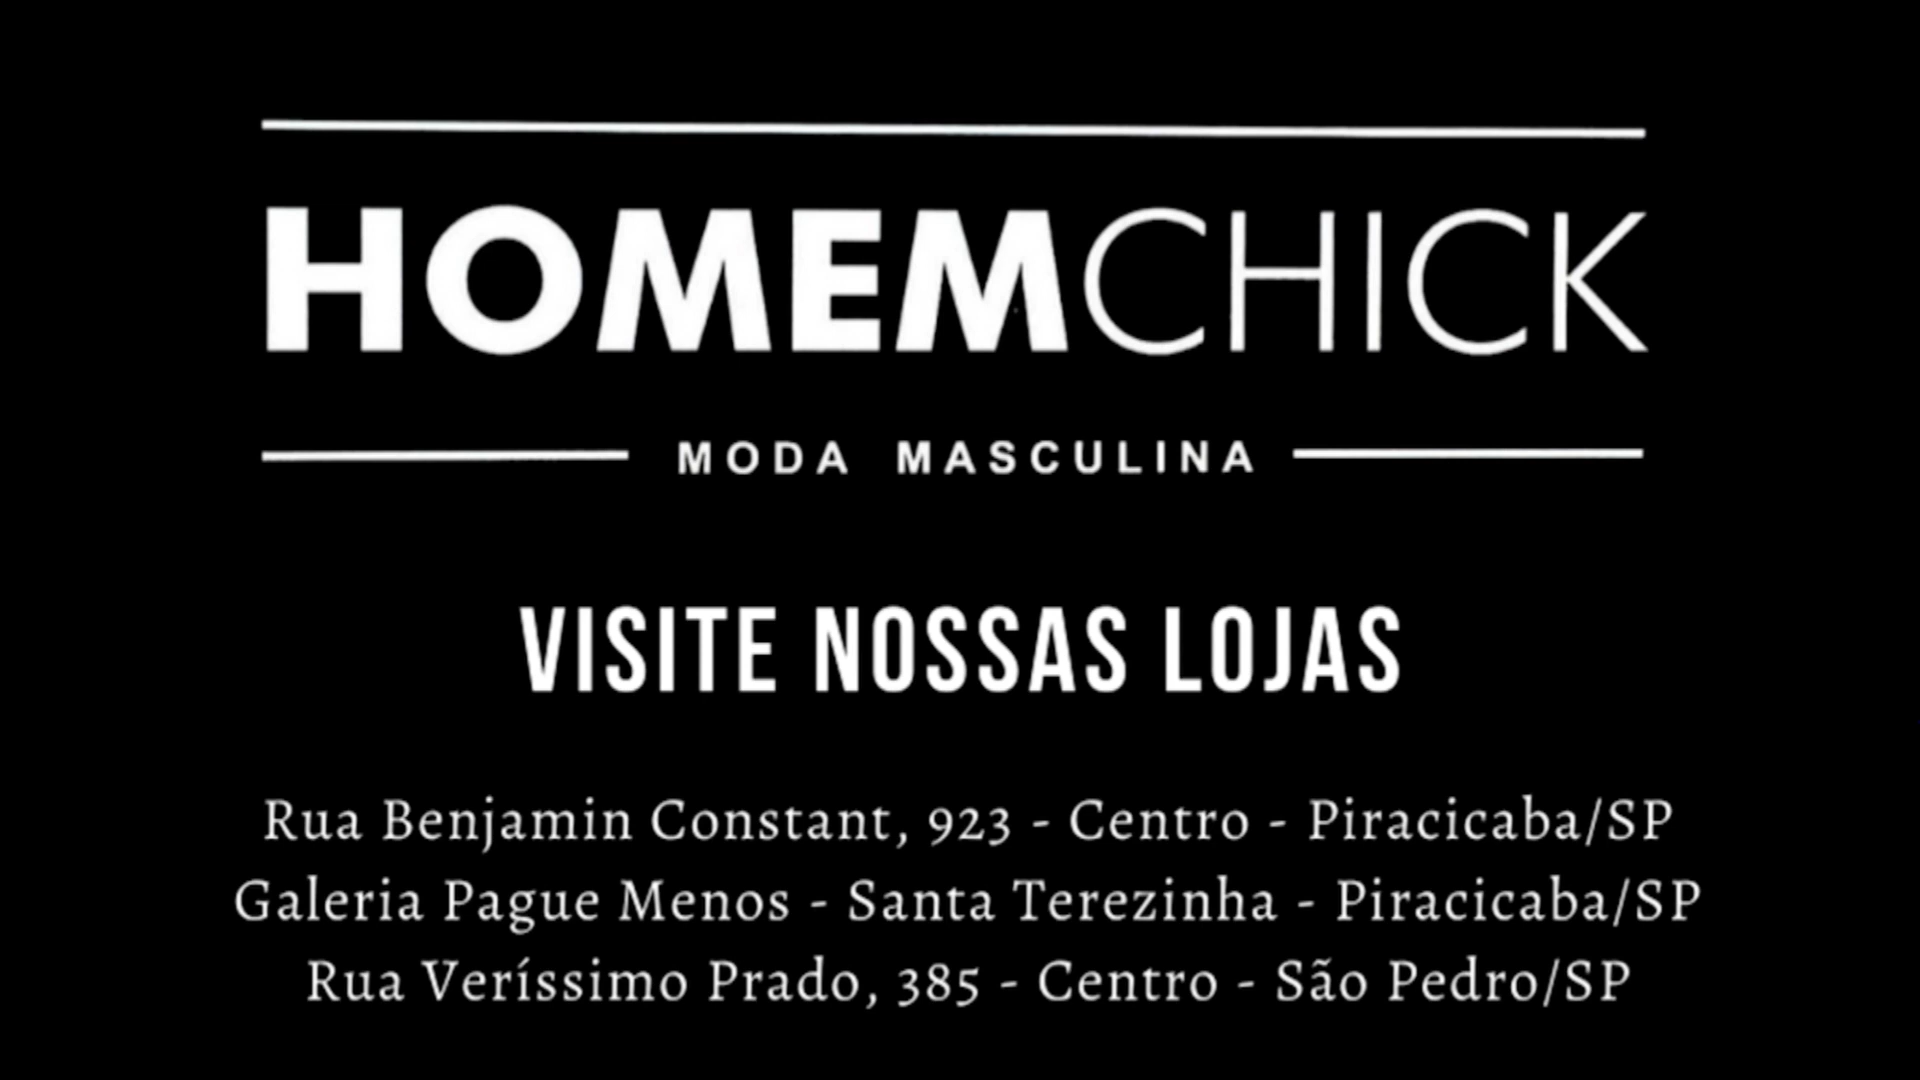 HOMEMCHICK
MODA MASCULINA
VISITE NOSSAS LOJAS
Rua Benjamin Constant, 923 - Centro - Piracicaba/SP
Galeria Pague Menos - Santa Terezinha - Piracicaba/SP
Rua Veríssimo Prado, 385 - Centro - São Pedro/SP